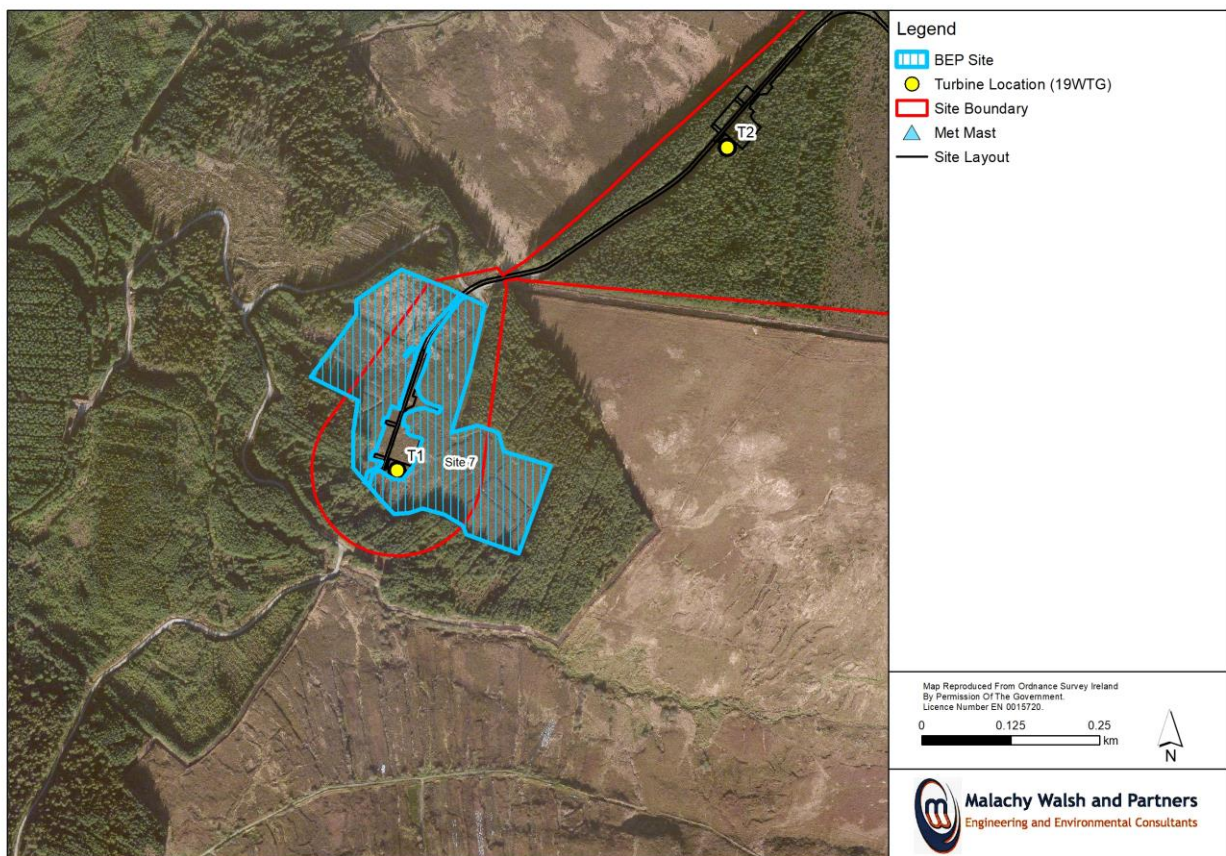 Legend
BEP Site
Turbine Location (19WTG)
Site Boundary
Met Mast
Site Layout
T2
T1
Site 7
Map Reproduced From Ordnance Survey Ireland
By Permission Of The Government.
Licence Number EN 0015720.
0 0.125 0.25
km
N
Malachy Walsh and Partners
Engineering and Environmental Consultants